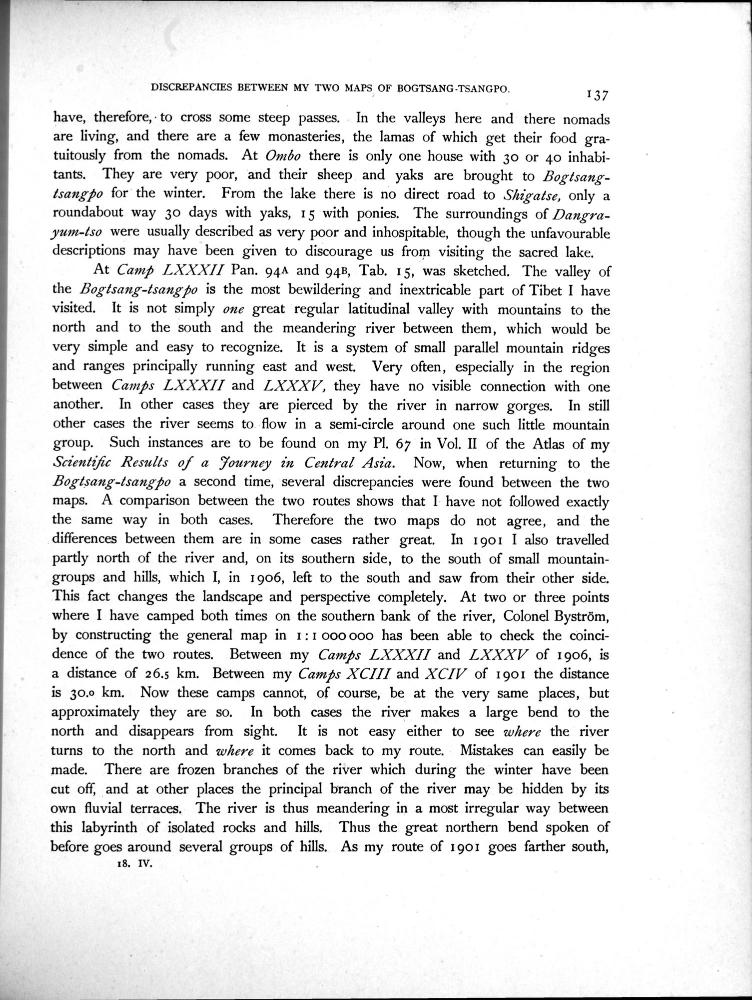 DISCREPANCIES BETWEEN MY TWO MAPS OF BOGTSANG-TSANGPO.
137
have, therefore, to cross some steep passes. In the valleys here and there nomads
are living, and there are a few monasteries, the lamas of which get their food gra-
tuitously from the nomads. At Ombo there is only one house with 30 or 40 inhabi-
tants. They are very poor, and their sheep and yaks are brought to Bogtsang-
tsangpo for the winter. From the lake there is no direct road to Shigatse, only a
roundabout way 30 days with yaks, 15 with ponies. The surroundings of Dangra-
yum-tso were usually described as very poor and inhospitable, though the unfavourable
descriptions may have been given to discourage us from visiting the sacred lake.
At Camp LXXXII Pan. 94A and 94B, Tab. 15, was sketched. The valley of
the Bogtsang-tsangpo is the most bewildering and inextricable part of Tibet I have
visited. It is not simply one great regular latitudinal valley with mountains to the
north and to the south and the meandering river between them, which would be
very simple and easy to recognize. It is a system of small parallel mountain ridges
and ranges principally running east and west. Very often, especially in the region
between Camps LXXXII and LXXXV, they have no visible connection with one
another. In other cases they are pierced by the river in narrow gorges. In still
other cases the river seems to flow in a semi-circle around one such little mountain
group. Such instances are to be found on my Pl. 67 in Vol. II of the Atlas of my
Scientific Results of a Journey in Central Asia. Now, when returning to the
Bogtsang-tsangpo a second time, several discrepancies were found between the two
maps. A comparison between the two routes shows that I have not followed exactly
the same way in both cases. Therefore the two maps do not agree, and the
differences between them are in some cases rather great. In 1901 I also travelled
partly north of the river and, on its southern side, to the south of small mountain-
groups and hills, which I, in 1906, left to the south and saw from their other side.
This fact changes the landscape and perspective completely. At two or three points
where I have camped both times on the southern bank of the river, Colonel Byström,
by constructing the general map in 1:1 000 000 has been able to check the coinci-
dence of the two routes. Between my Camps LXXXII and LXXXV of 1906, is
a distance of 26.5 km. Between my Camps XCIII and XCIV of 1901 the distance
is 30.0 km. Now these camps cannot, of course, be at the very same places, but
approximately they are so. In both cases the river makes a large bend to the
north and disappears from sight. It is not easy either to see where the river
turns to the north and where it comes back to my route. Mistakes can easily be
made. There are frozen branches of the river which during the winter have been
cut off, and at other places the principal branch of the river may be hidden by its
own fluvial terraces. The river is thus meandering in a most irregular way between
this labyrinth of isolated rocks and hills. Thus the great northern bend spoken of
before goes around several groups of hills. As my route of 1901 goes farther south,
18. IV.